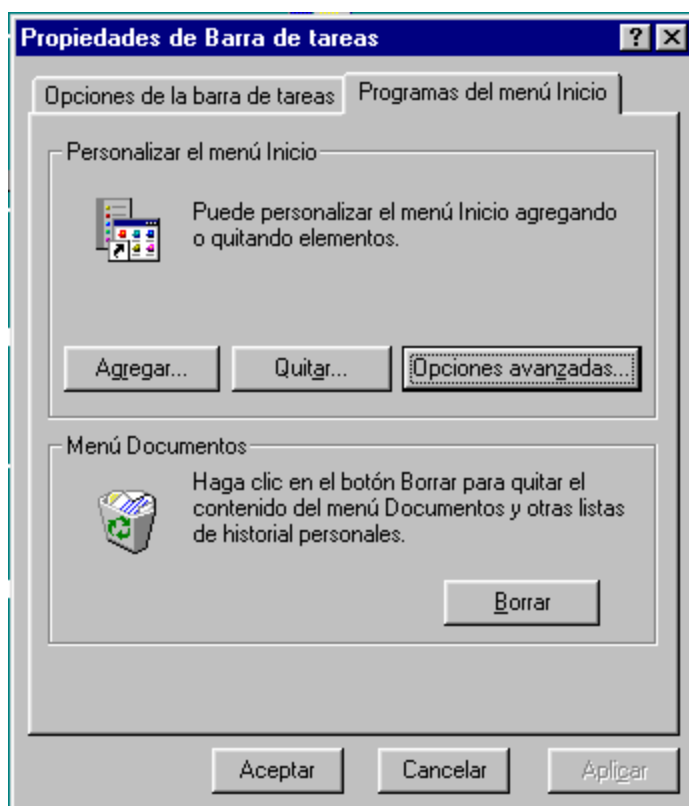 Propiedades de Barra de tareas
Opciones de la barra de tareas
Programas del menú Inicio
Personalizar el menú Inicio
Puede personalizar el menú Inicio agregando
o quitando elementos.
Agregar...
Quitar...
Opciones avanzadas...
Menú Documentos
Haga clic en el botón Borrar para quitar el
contenido del menú Documentos y otras listas
de historial personales.
Borrar
Aceptar
Cancelar
Aplicar